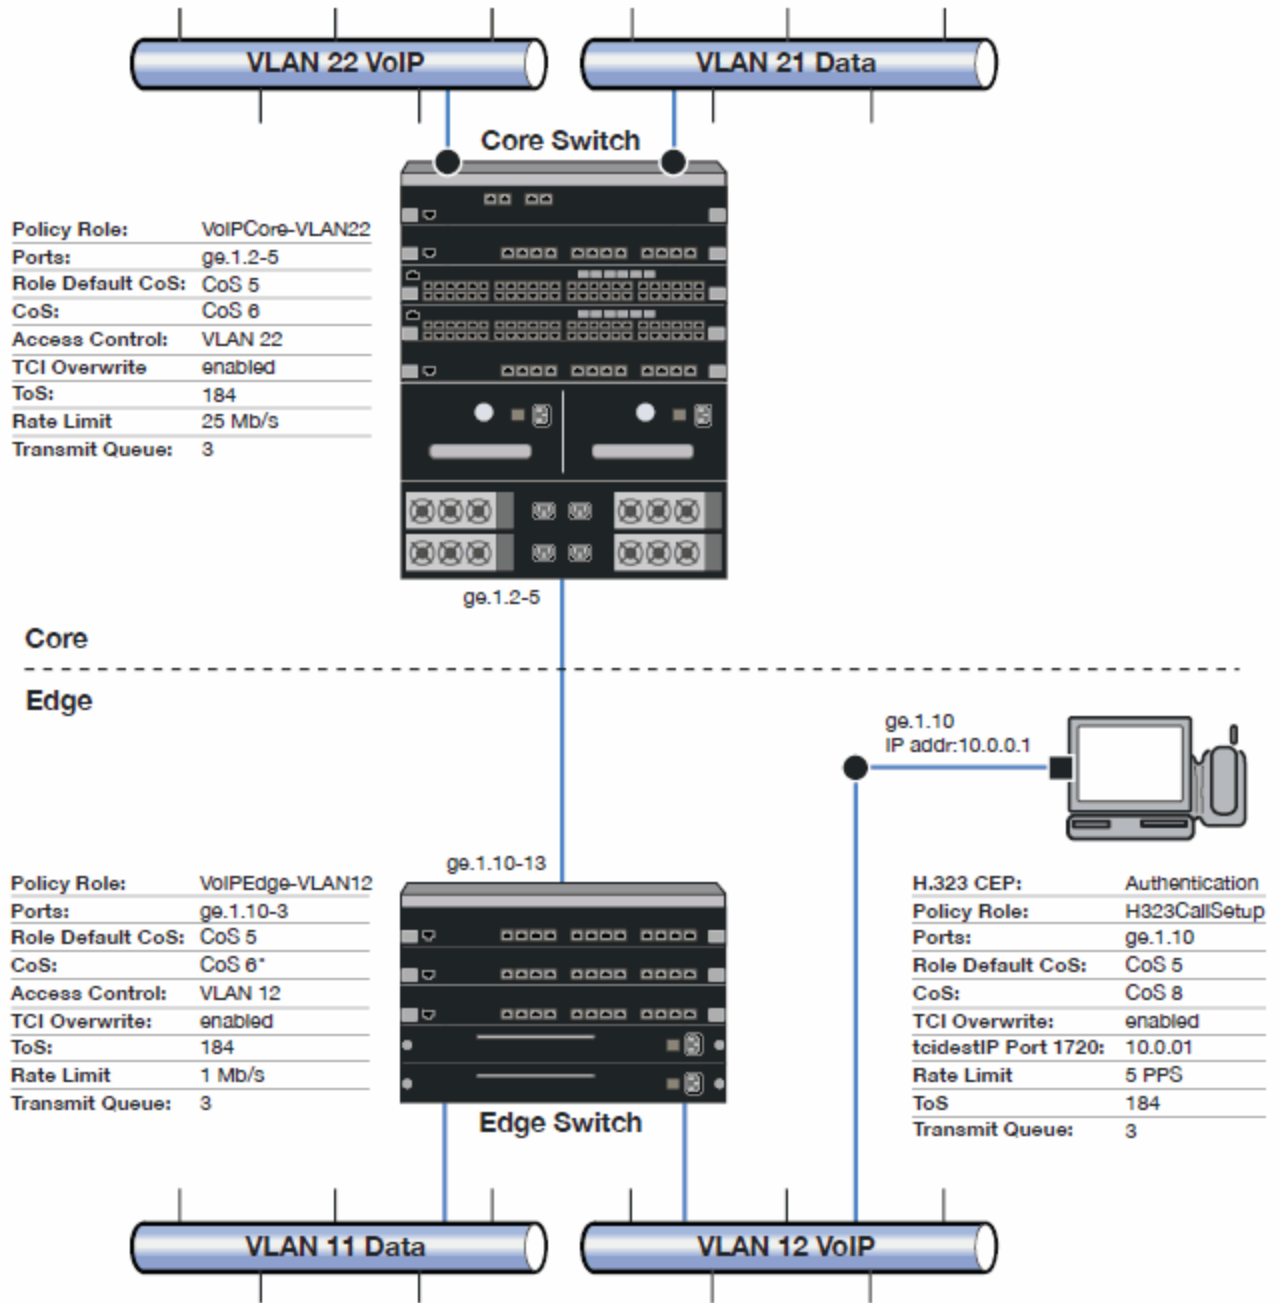 VLAN 22 VoIP
VLAN 21 Data
Core Switch
Policy Role: VoIPCore-VLAN22
Ports: ge.1.2-5
Role Default CoS: CoS 5
CoS: CoS 6
Access Control: VLAN 22
TCI Overwrite enabled
ToS: 184
Rate Limit 25 Mb/s
Transmit Queue: 3
ge.1.2-5
Core
Edge
ge.1.10
IP addr:10.0.0.1
ge.1.10-13
Policy Role: VoIPEdge-VLAN12
Ports: ge.1.10-3
Role Default CoS: CoS 5
CoS: CoS 6*
Access Control: VLAN 12
TCI Overwrite: enabled
ToS: 184
Rate Limit 1 Mb/s
Transmit Queue: 3
H.323 CEP: Authentication
Policy Role: H323CallSetup
Ports: ge.1.10
Role Default CoS: CoS 5
CoS: CoS 8
TCI Overwrite: enabled
tcidestIP Port 1720: 10.0.01
Rate Limit 5 PPS
ToS 184
Transmit Queue: 3
Edge Switch
VLAN 11 Data
VLAN 12 VoIP